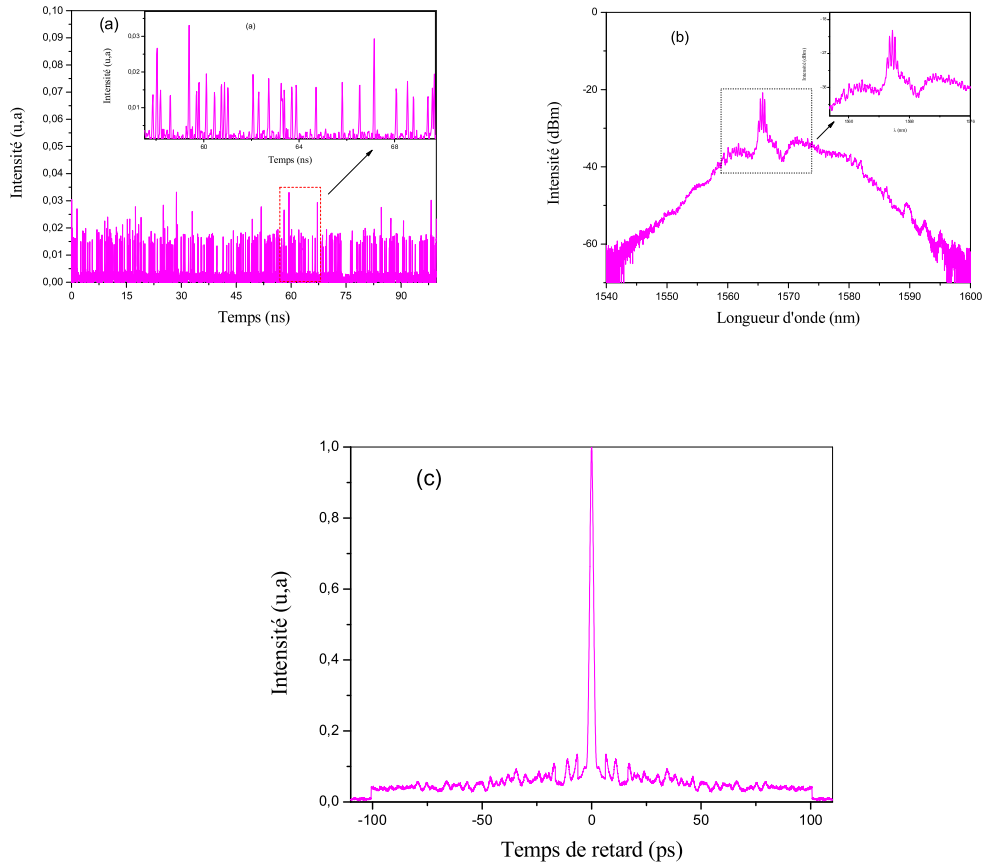 (a)
Intensité (u,a)
0,10
0,09
0,08
0,07
0,06
0,05
0,04
0,03
0,02
0,01
0,00
0 15 30 45 60 75 90
Temps (ns)
(a)
Intensité (u,a)
0,03
0,02
0,01
60 64 68
Temps (ns)
(b)
Intensité (dBm)
0
-20
-40
-60
1540 1550 1560 1570 1580 1590 1600
Longueur d'onde (nm)
Intensité (dBm)
(nm)
(c)
Intensité (u,a)
1,0
0,8
0,6
0,4
0,2
0,0
-100 -50 0 50 100
Temps de retard (ps)